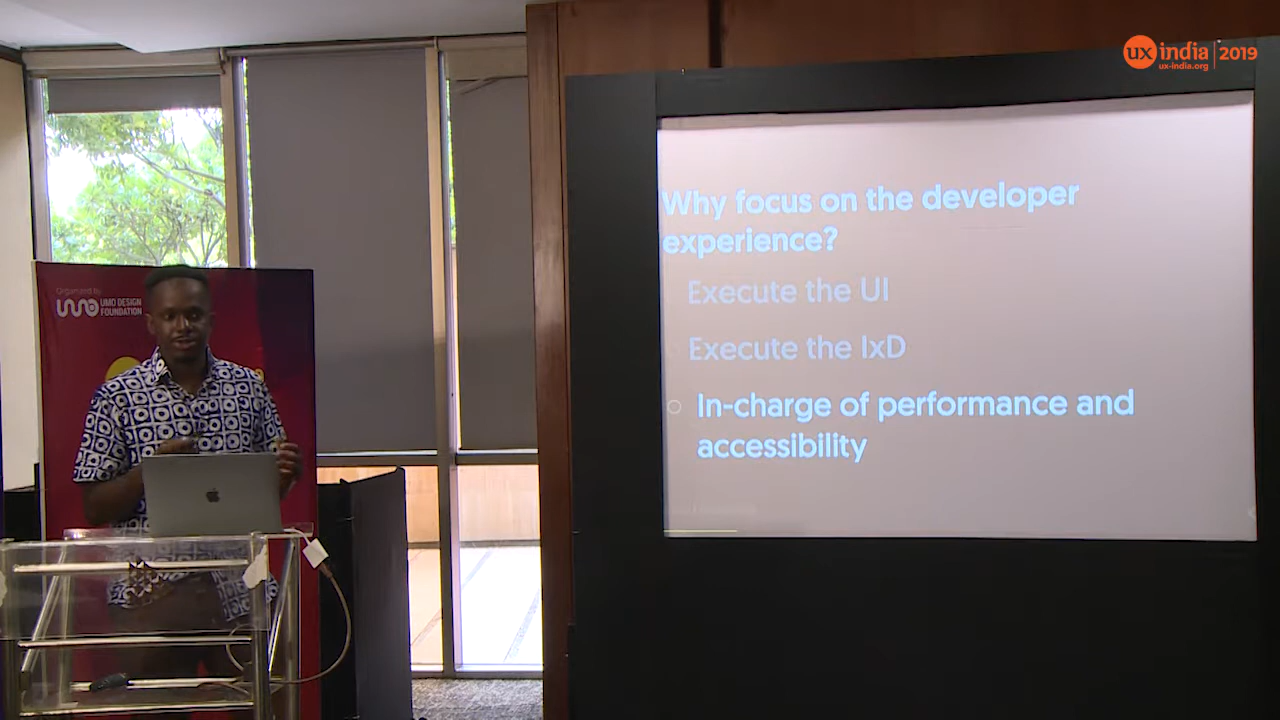 ux india 2019
ux-india.org
Organized By
UMO DESIGN
FOUNDATION
Why focus on the developer
experience?
Execute the UI
Execute the IxD
In-charge of performance and
accessibility